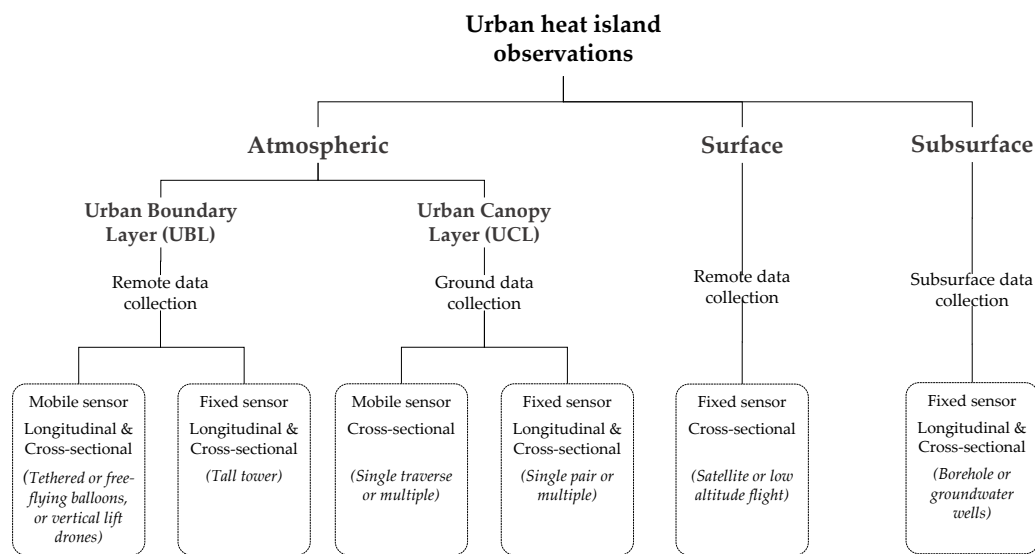 Urban heat island
observations
Atmospheric
Surface
Subsurface
Urban Boundary
Layer (UBL)
Urban Canopy
Layer (UCL)
Remote data
collection
Ground data
collection
Remote data
collection
Subsurface data
collection
Mobile sensor
Longitudinal &
Cross-sectional
(Tethered or free-
flying balloons,
or vertical lift
drones)
Fixed sensor
Longitudinal &
Cross-sectional
(Tall tower)
Mobile sensor
Cross-sectional
(Single traverse
or multiple)
Fixed sensor
Longitudinal &
Cross-sectional
(Single pair or
multiple)
Fixed sensor
Cross-sectional
(Satellite or low
altitude flight)
Fixed sensor
Longitudinal &
Cross-sectional
(Borehole or
groundwater
wells)